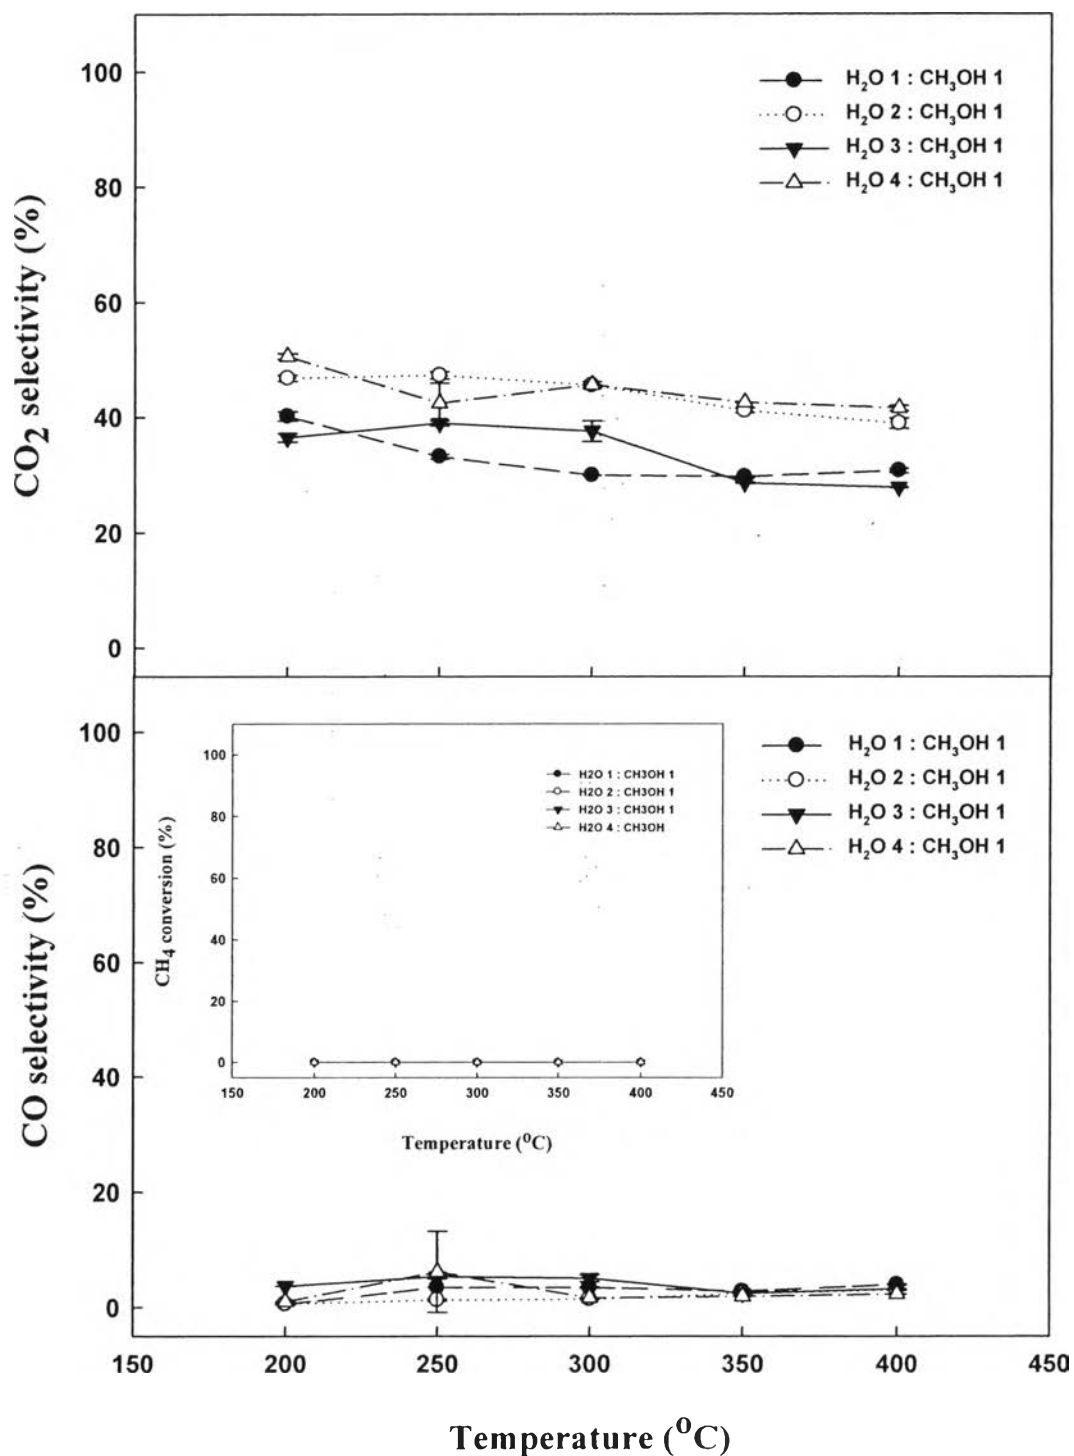 CO2 selectivity (%)
100
80
60
40
20
0
H2O 1 : CH3OH 1
H2O 2 : CH3OH 1
H2O 3 : CH3OH 1
H2O 4 : CH3OH 1
CO selectivity (%)
100
80
60
40
20
0
H2O 1 : CH3OH 1
H2O 2 : CH3OH 1
H2O 3 : CH3OH 1
H2O 4 : CH3OH 1
CH4 conversion (%)
100
80
60
40
20
0
H2O 1 : CH3OH 1
H2O 2 : CH3OH 1
H2O 3 : CH3OH 1
H2O 4 : CH3OH
150 200 250 300 350 400 450
Temperature (oC)
150 200 250 300 350 400 450
Temperature (oC)